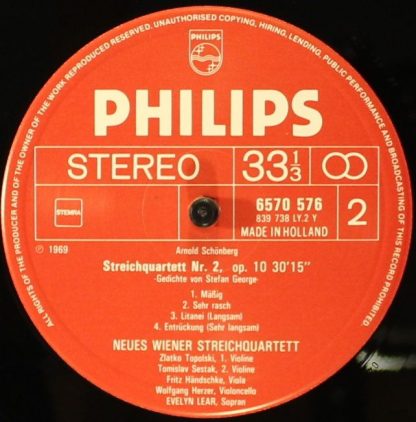 ALL RIGHTS OF THE PRODUCER AND OF THE OWNER OF THE WORK REPRODUCED RESERVED. UNAUTHORISED COPYING, HIRING, LENDING, PUBLIC PERFORMANCE AND BROADCASTING OF THIS RECORD PROHIBITED.
PHILIPS
PHILIPS
STEREO
33 1/3
STEMRA
6570 576
839 738 LY.2 Y
MADE IN HOLLAND
2
℗ 1969
Arnold Schönberg
Streichquartett Nr. 2, op. 10 30'15"
-Gedichte von Stefan George-
1. Mäßig
2. Sehr rasch
3. Litanei (Langsam)
4. Entrückung (Sehr langsam)
NEUES WIENER STREICHQUARTETT
Zlatko Topolski, 1. Violine
Tomislav Sestak, 2. Violine
Fritz Händschke, Viola
Wolfgang Herzer, Violoncello
EVELYN LEAR, Sopran